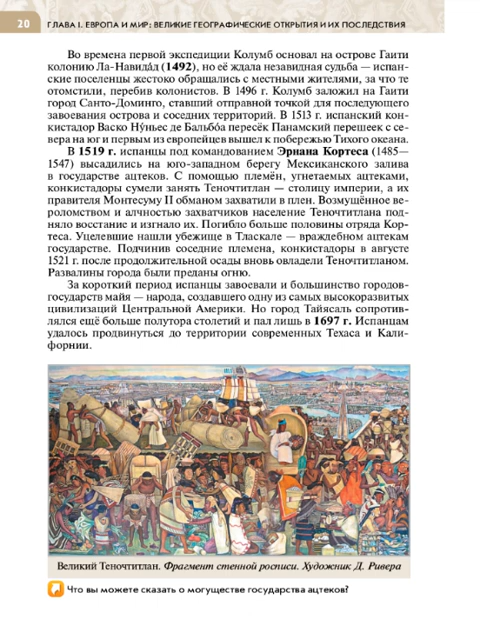 20 ГЛАВА I. ЕВРОПА И МИР: ВЕЛИКИЕ ГЕОГРАФИЧЕСКИЕ ОТКРЫТИЯ И ИХ ПОСЛЕДСТВИЯ
Во времена первой экспедиции Колумб основал на острове Гаити
колонию Ла-Навида́д (1492), но её ждала незавидная судьба — испан-
ские поселенцы жестоко обращались с местными жителями, за что те
отомстили, перебив колонистов. В 1496 г. Колумб заложил на Гаити
город Санто-Доминго, ставший отправной точкой для последующего
завоевания острова и соседних территорий. В 1513 г. испанский кон-
кистадор Васко Ну́ньес де Бальбо́а пересёк Панамский перешеек с се-
вера на юг и первым из европейцев вышел к побережью Тихого океана.
В 1519 г. испанцы под командованием Эрнана Кортеса (1485—
1547) высадились на юго-западном берегу Мексиканского залива
в государстве ацтеков. С помощью племён, угнетаемых ацтеками,
конкистадоры сумели занять Теночтитлан — столицу империи, а их
правителя Монтесуму II обманом захватили в плен. Возмущённое ве-
роломством и алчностью захватчиков население Теночтитлана под-
няло восстание и изгнало их. Погибло больше половины отряда Кор-
теса. Уцелевшие нашли убежище в Тласкале — враждебном ацтекам
государстве. Подчинив соседние племена, конкистадоры в августе
1521 г. после продолжительной осады вновь овладели Теночтитланом.
Развалины города были преданы огню.
За короткий период испанцы завоевали и большинство городов-
государств майя — народа, создавшего одну из самых высокоразвитых
цивилизаций Центральной Америки. Но город Тайясаль сопротив-
лялся ещё больше полутора столетий и пал лишь в 1697 г. Испанцам
удалось продвинуться до территории современных Техаса и Кали-
форнии.
Великий Теночтитлан. Фрагмент стенной росписи. Художник Д. Ривера
Что вы можете сказать о могуществе государства ацтеков?